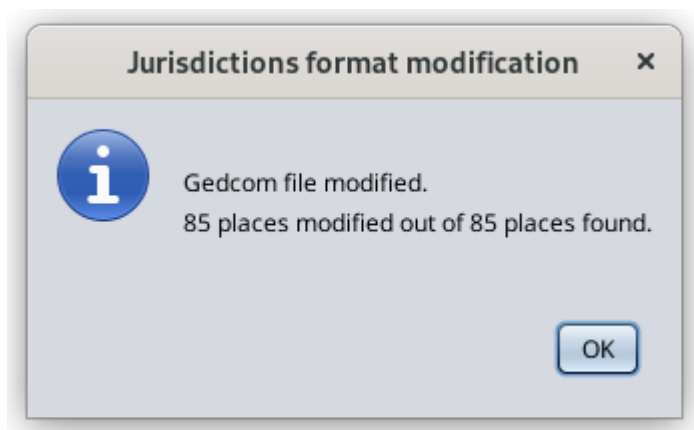 Jurisdictions format modification
Gedcom file modified.
85 places modified out of 85 places found.
OK